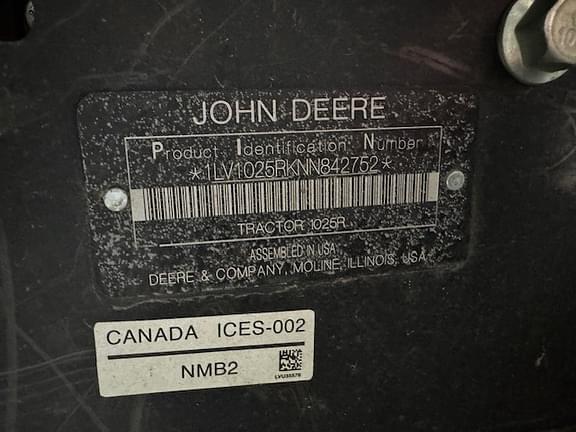 JOHN DEERE
Product Identification Number
*1LV1025RKNN842752*
TRACTOR 1025R
ASSEMBLED IN USA
DEERE & COMPANY, MOLINE, ILLINOIS, USA
CANADA ICES-002
NMB2